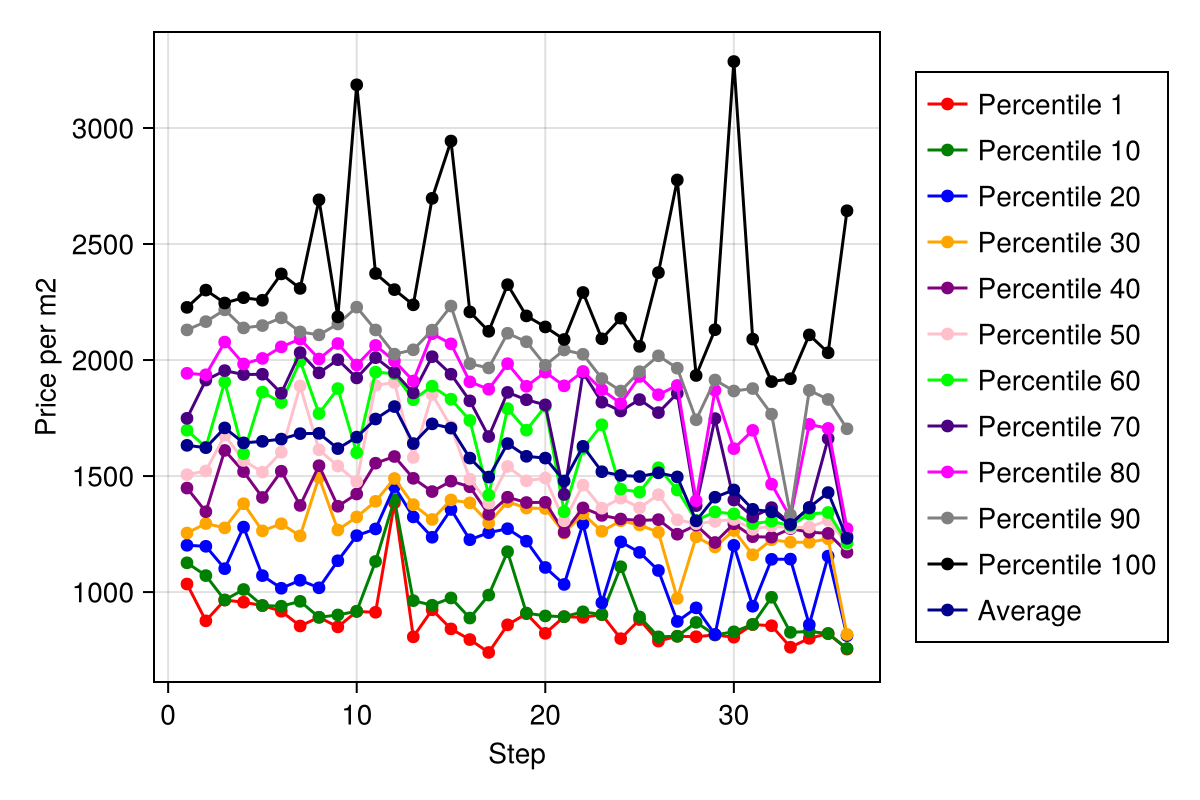 3000
2500
2000
1500
1000
Price per m2
0 10 20 30
Step
Percentile 1
Percentile 10
Percentile 20
Percentile 30
Percentile 40
Percentile 50
Percentile 60
Percentile 70
Percentile 80
Percentile 90
Percentile 100
Average